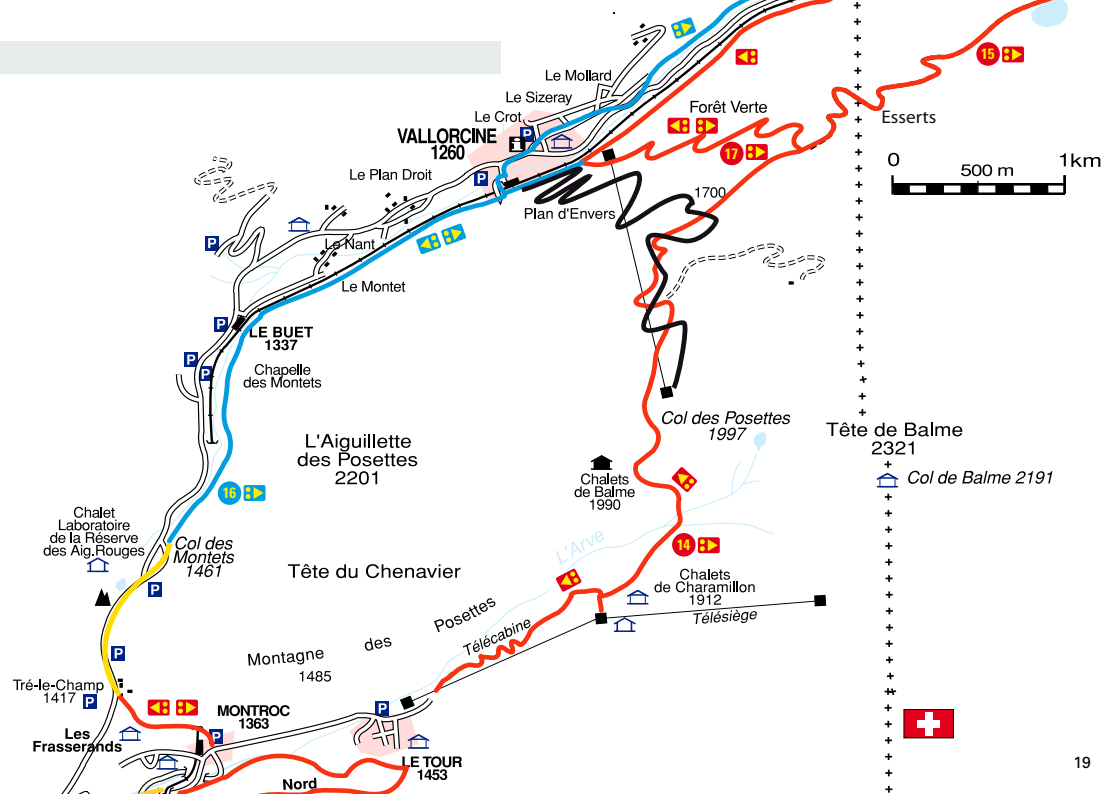 Le Mollard
Le Sizeray
Le Crot
P
VALLORCINE
1260
i
Forêt Verte
15
Esserts
17
0
500 m
1km
Le Plan Droit
P
1700
Plan d'Envers
P
Le Nant
Le Montet
P
LE BUET
1337
P
P
Chapelle
des Montets
L'Aiguillette
des Posettes
2201
Col des Posettes
1997
Tête de Balme
2321
Col de Balme 2191
Chalets
de Balme
1990
16
Chalet
Laboratoire
de la Réserve
des Aig.Rouges
Col des
Montets
1461
L'Arve
14
Tête du Chenavier
Chalets
de Charamillon
1912
Télésiège
P
Montagne
des
Posettes
Télécabine
1485
P
Tré-le-Champ
1417
P
MONTROC
1363
P
P
Les
Frasserands
LE TOUR
1453
Nord
19